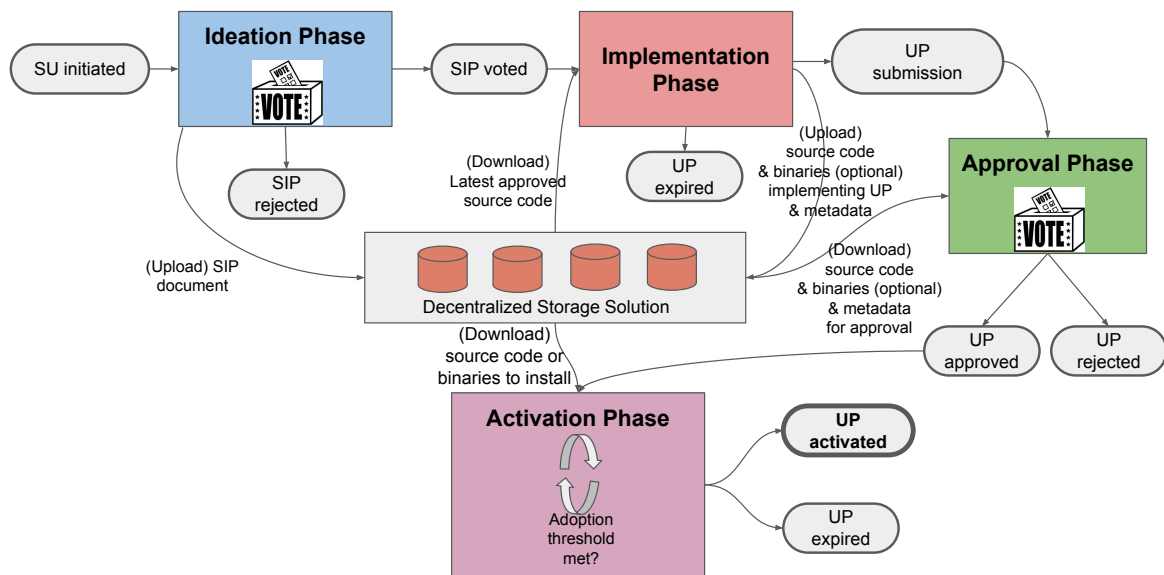 SU initiated
Ideation Phase
VOTE
VOTE
SIP voted
SIP
rejected
(Upload) SIP
document
Implementation
Phase
UP
submission
UP
expired
(Download)
Latest approved
source code
(Upload)
source code
& binaries (optional)
implementing UP
& metadata
Approval Phase
VOTE
VOTE
(Download)
source code
& binaries (optional)
& metadata
for approval
Decentralized Storage Solution
(Download)
source code or
binaries to install
UP
approved
UP
rejected
Activation Phase
Adoption
threshold
met?
UP
activated
UP
expired